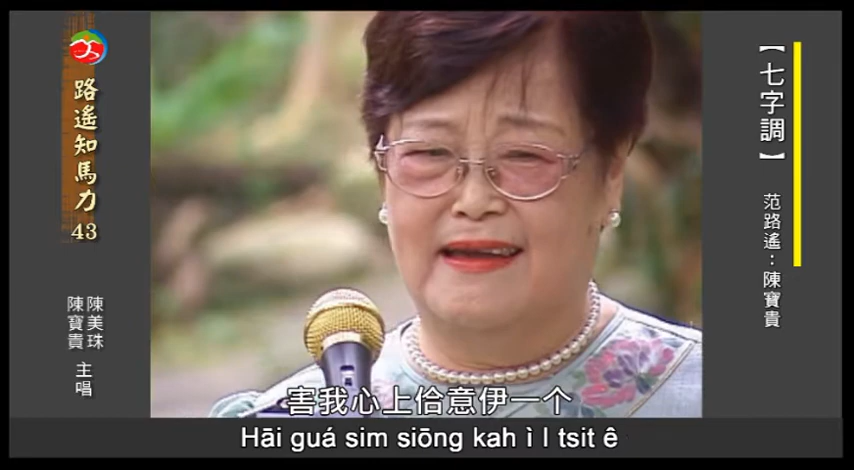 路遙知馬力
43
陳美珠
陳寶貴
主唱
【七字調】
范路遙:陳寶貴
害我心上佮意伊一个
Hāi guá sim siōng kah ì I tsit ê